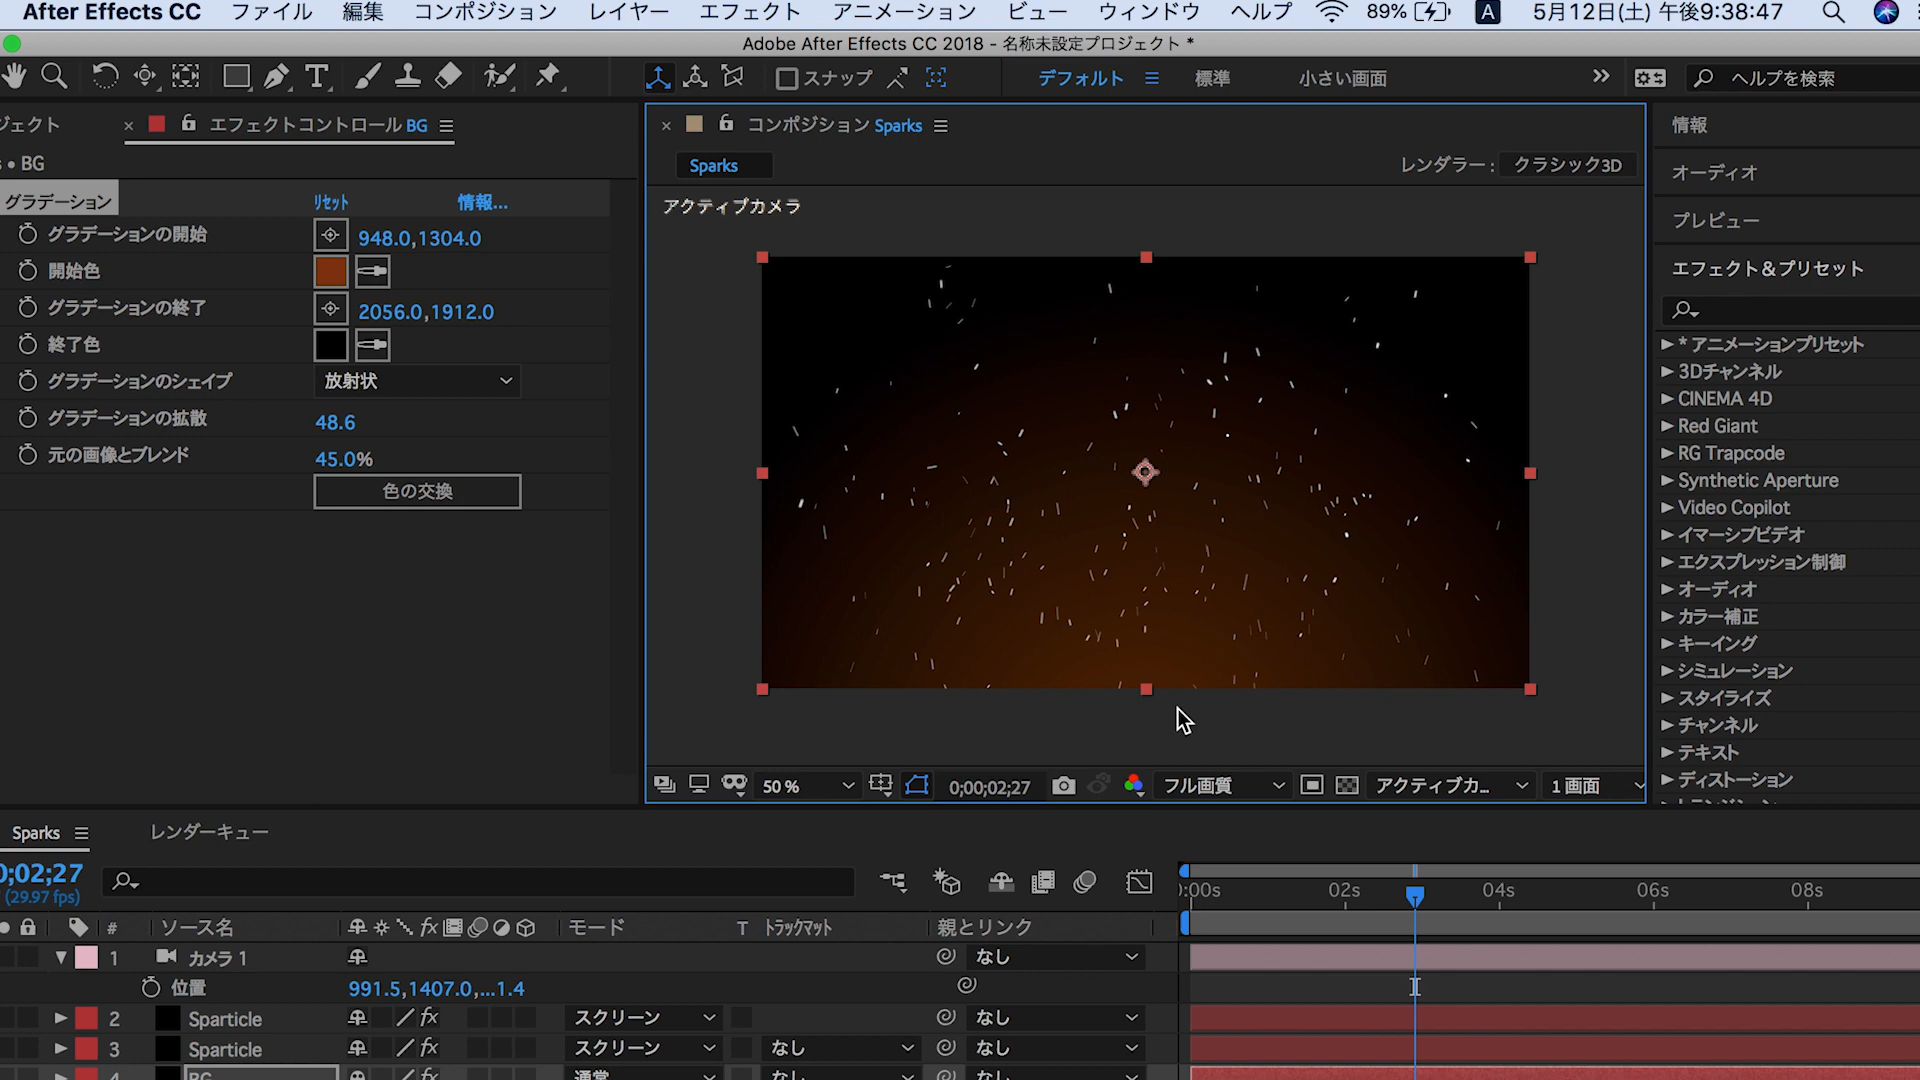 After Effects CC ファイル 編集 コンポジション レイヤー エフェクト アニメーション ビュー ウィンドウ ヘルプ 89% A 5月12日(土) 午後9:38:47
Adobe After Effects CC 2018 - 名称未設定プロジェクト *
スナップ デフォルト 標準 小さい画面 ヘルプを検索
ジェクト × エフェクトコントロール BG
• BG
グラデーション リセット 情報...
グラデーションの開始 948.0,1304.0
開始色
グラデーションの終了 2056.0,1912.0
終了色
グラデーションのシェイプ 放射状
グラデーションの拡散 48.6
元の画像とブレンド 45.0%
色の交換
× コンポジション Sparks
Sparks レンダラー: クラシック3D
アクティブカメラ
50 % 0;00;02;27 フル画質 アクティブカ... 1 画面
情報
オーディオ
プレビュー
エフェクト＆プリセット
* アニメーションプリセット
3Dチャンネル
CINEMA 4D
Red Giant
RG Trapcode
Synthetic Aperture
Video Copilot
イマーシブビデオ
エクスプレッション制御
オーディオ
カラー補正
キーイング
シミュレーション
スタイライズ
チャンネル
テキスト
ディストーション
Sparks レンダーキュー
0;02;27
(29.97 fps)
):00s 02s 04s 06s 08s
# ソース名 fx モード T トラックマット 親とリンク
1 カメラ 1 なし
位置 991.5,1407.0,...1.4
2 Sparticle fx スクリーン なし
3 Sparticle fx スクリーン なし なし
4 BG fx 通常 なし なし